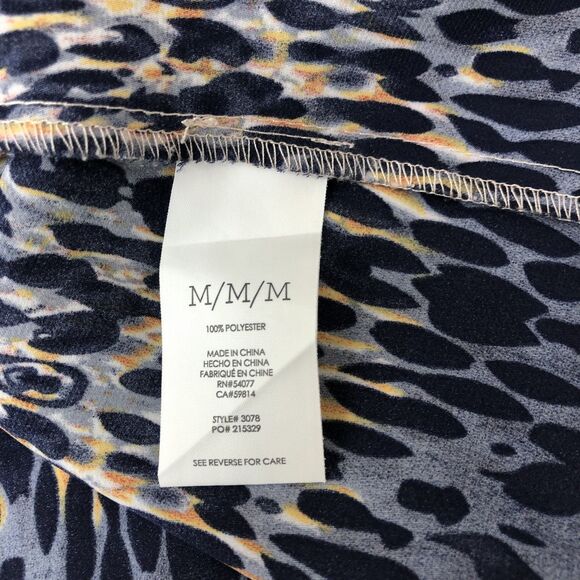 M/M/M
100% POLYESTER
MADE IN CHINA
HECHO EN CHINA
FABRIQUÉ EN CHINE
RN#54077
CA#59814
STYLE# 3078
PO# 215329
SEE REVERSE FOR CARE